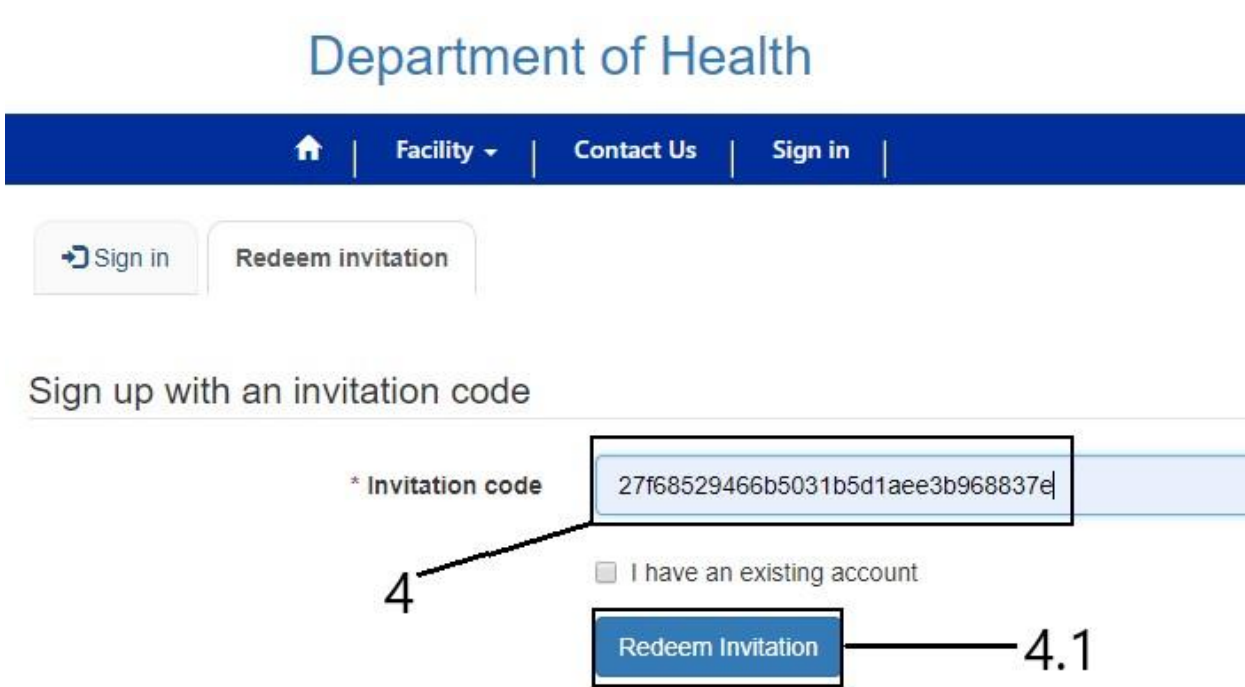 Department of Health
Facility Contact Us Sign in
Sign in Redeem invitation
Sign up with an invitation code
* Invitation code 27f68529466b5031b5d1aee3b968837e
4 I have an existing account
Redeem Invitation 4.1